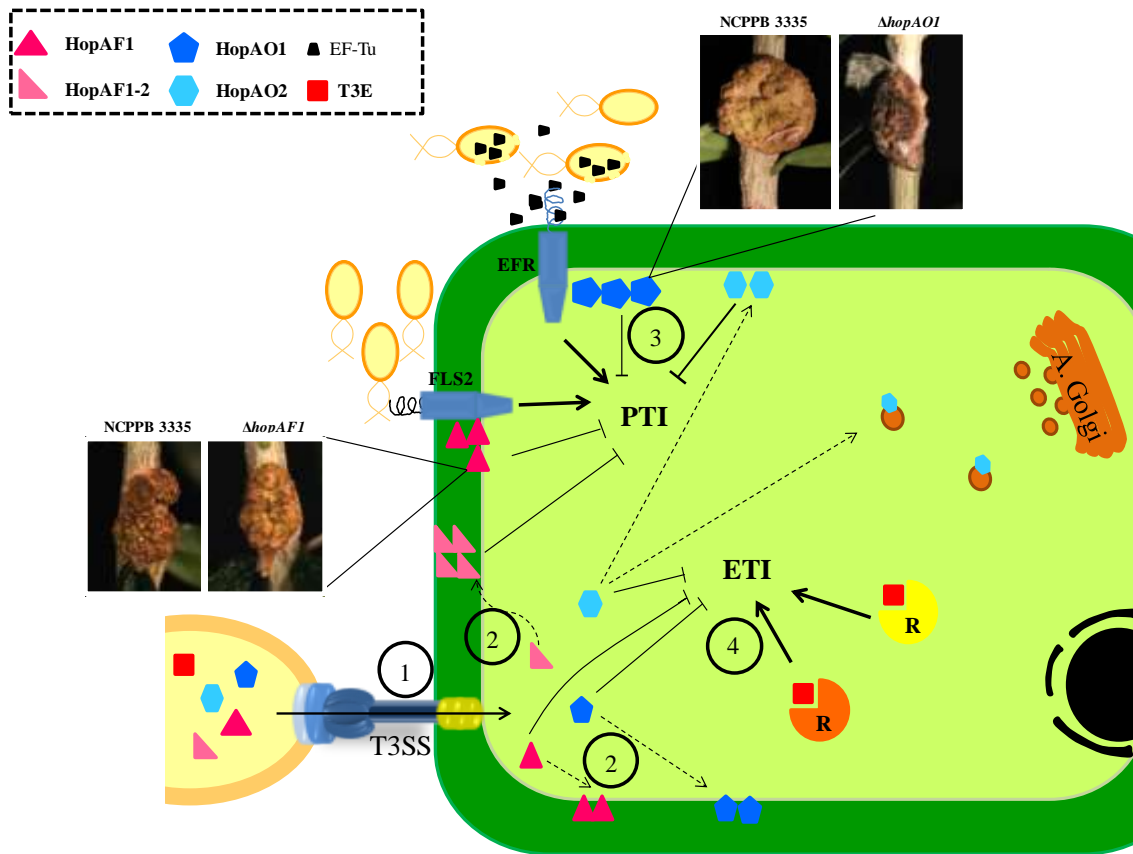 HopAF1
HopAO1
EF-Tu
HopAF1-2
HopAO2
T3E
NCPPB 3335
ΔhopAO1
EFR
3
FLS2
PTI
A. Golgi
NCPPB 3335
ΔhopAF1
ETI
2
4
R
R
1
T3SS
2